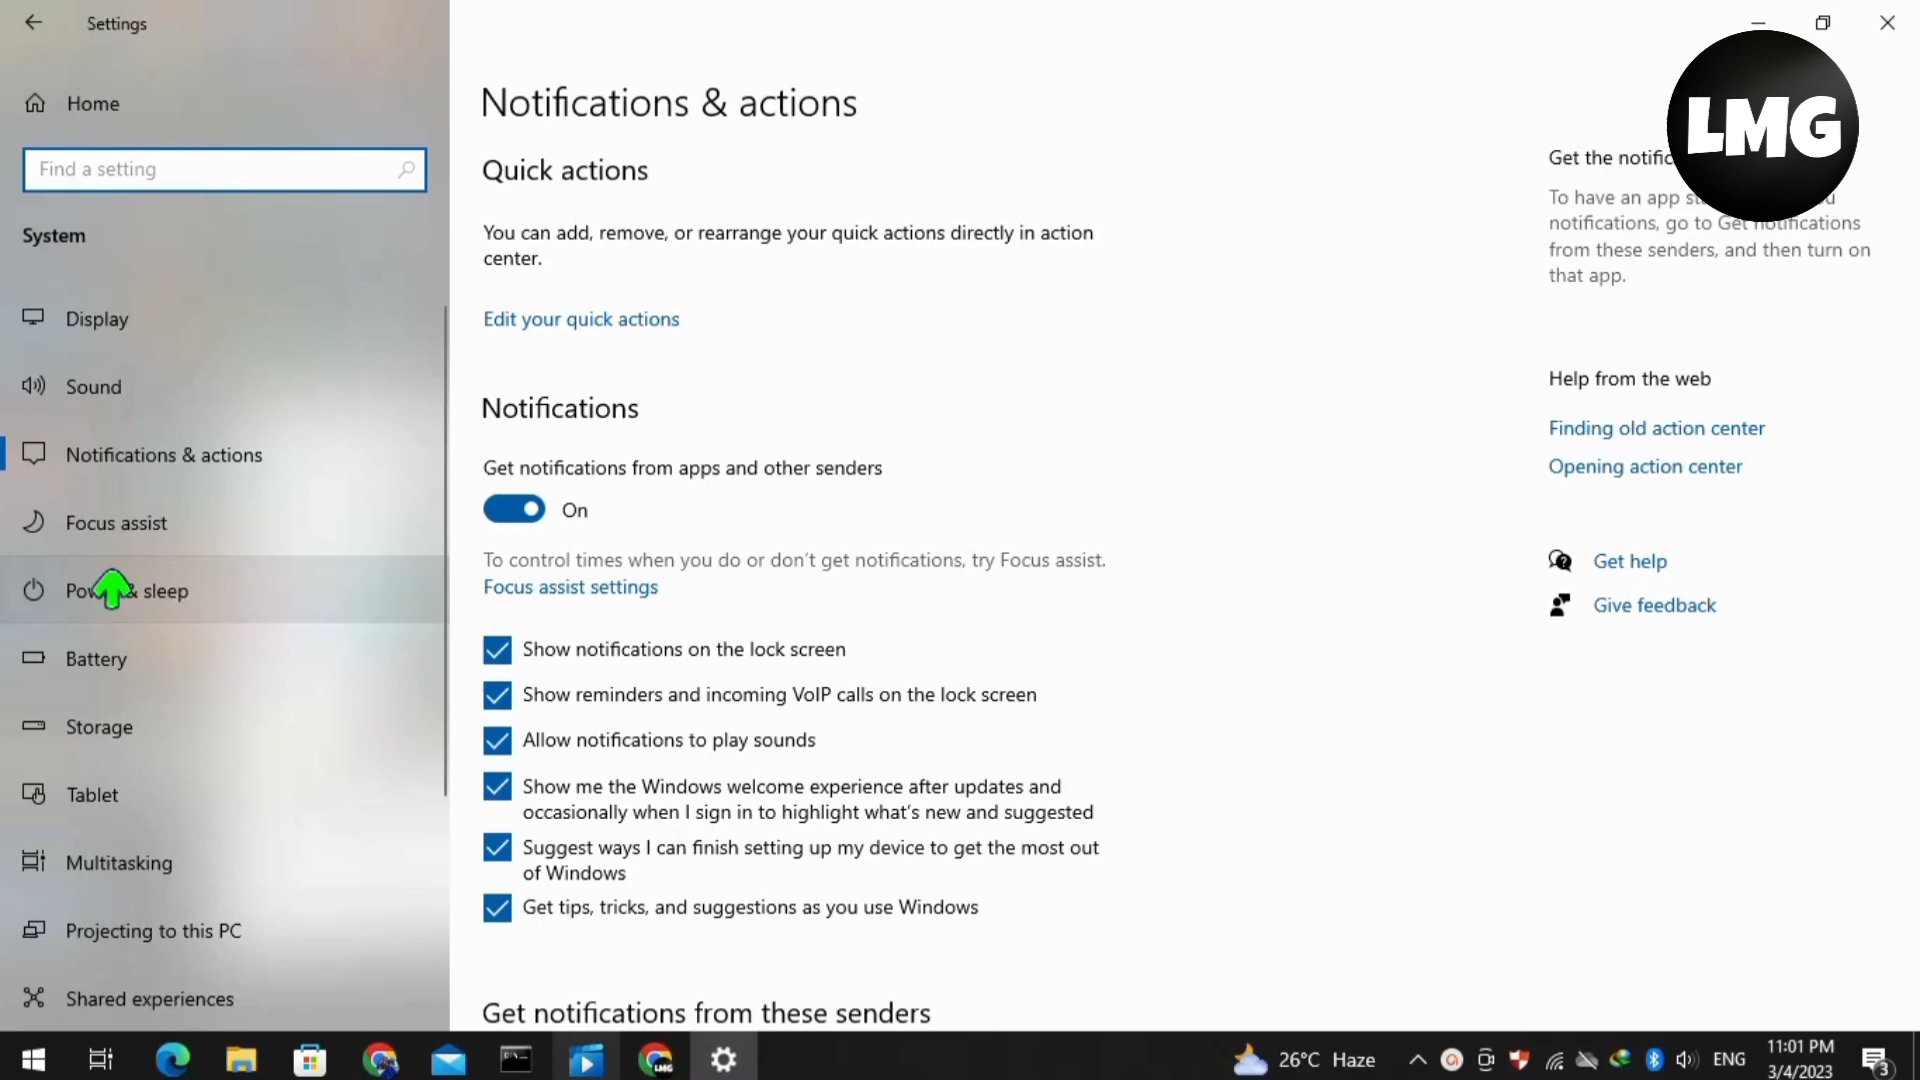 Settings
Home
Find a setting
System
Display
Sound
Notifications & actions
Focus assist
& sleep
Battery
Storage
Tablet
Multitasking
Projecting to this PC
Shared experiences
Notifications & actions
Quick actions
You can add, remove, or rearrange your quick actions directly in action
center.
Edit your quick actions
Notifications
Get notifications from apps and other senders
On
To control times when you do or don't get notifications, try Focus assist.
Focus assist settings
Show notifications on the lock screen
Show reminders and incoming VoIP calls on the lock screen
Allow notifications to play sounds
Show me the Windows welcome experience after updates and
occasionally when I sign in to highlight what's new and suggested
Suggest ways I can finish setting up my device to get the most out
of Windows
Get tips, tricks, and suggestions as you use Windows
Get notifications from these senders
LMG
Get the
To have an app
notifications, go to Get notifications
from these senders, and then turn on
that app.
Help from the web
Finding old action center
Opening action center
Get help
Give feedback
LMG
26°C Haze
ENG
11:01 PM
3/4/2023
3